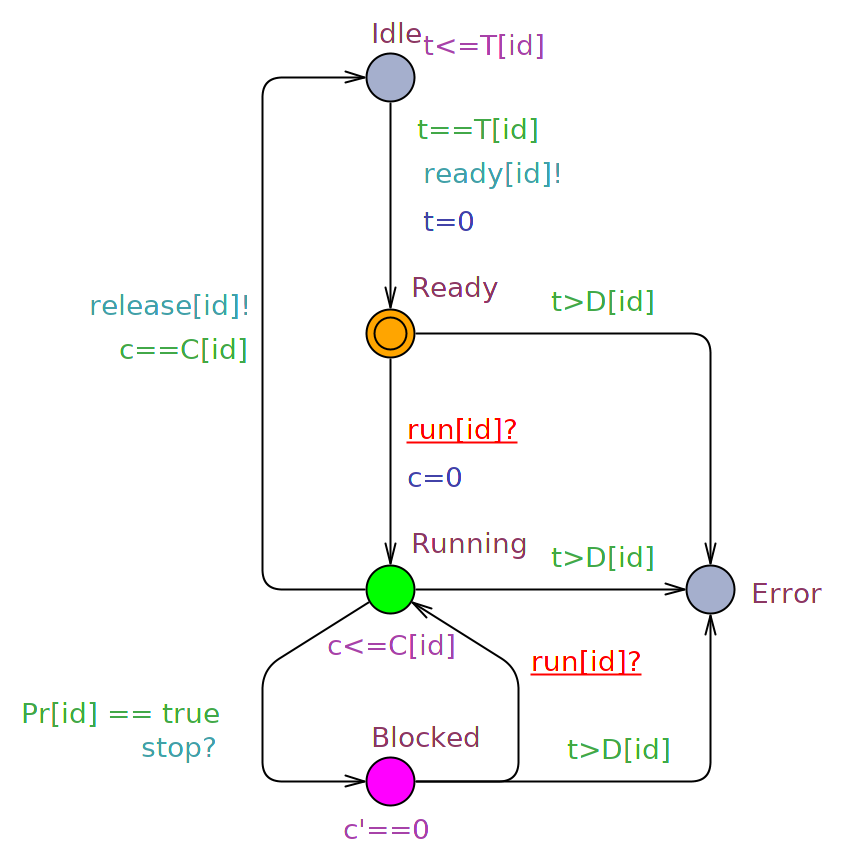 Idle
t<=T[id]
t==T[id]
ready[id]!
t=0
Ready
t>D[id]
release[id]!
c==C[id]
run[id]?
c=0
Running
t>D[id]
Error
c<=C[id]
run[id]?
Pr[id] == true
stop?
Blocked
t>D[id]
c'==0